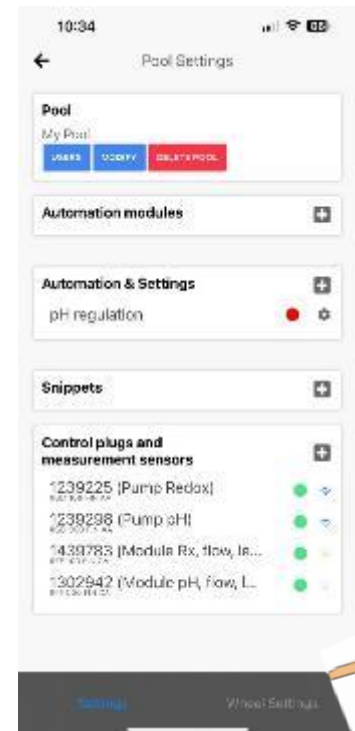 10:34
Pool Settings
Pool
My Pool
USERS MODIFY DELETE POOL
Automation modules
Automation & Settings
pH regulation
Snippets
Control plugs and
measurement sensors
1239225 (Pump Redox)
1239298 (Pump pH)
1439783 (Module Rx, flow, le...
1302942 (Module pH, flow, l...
Settings Wheel Settings